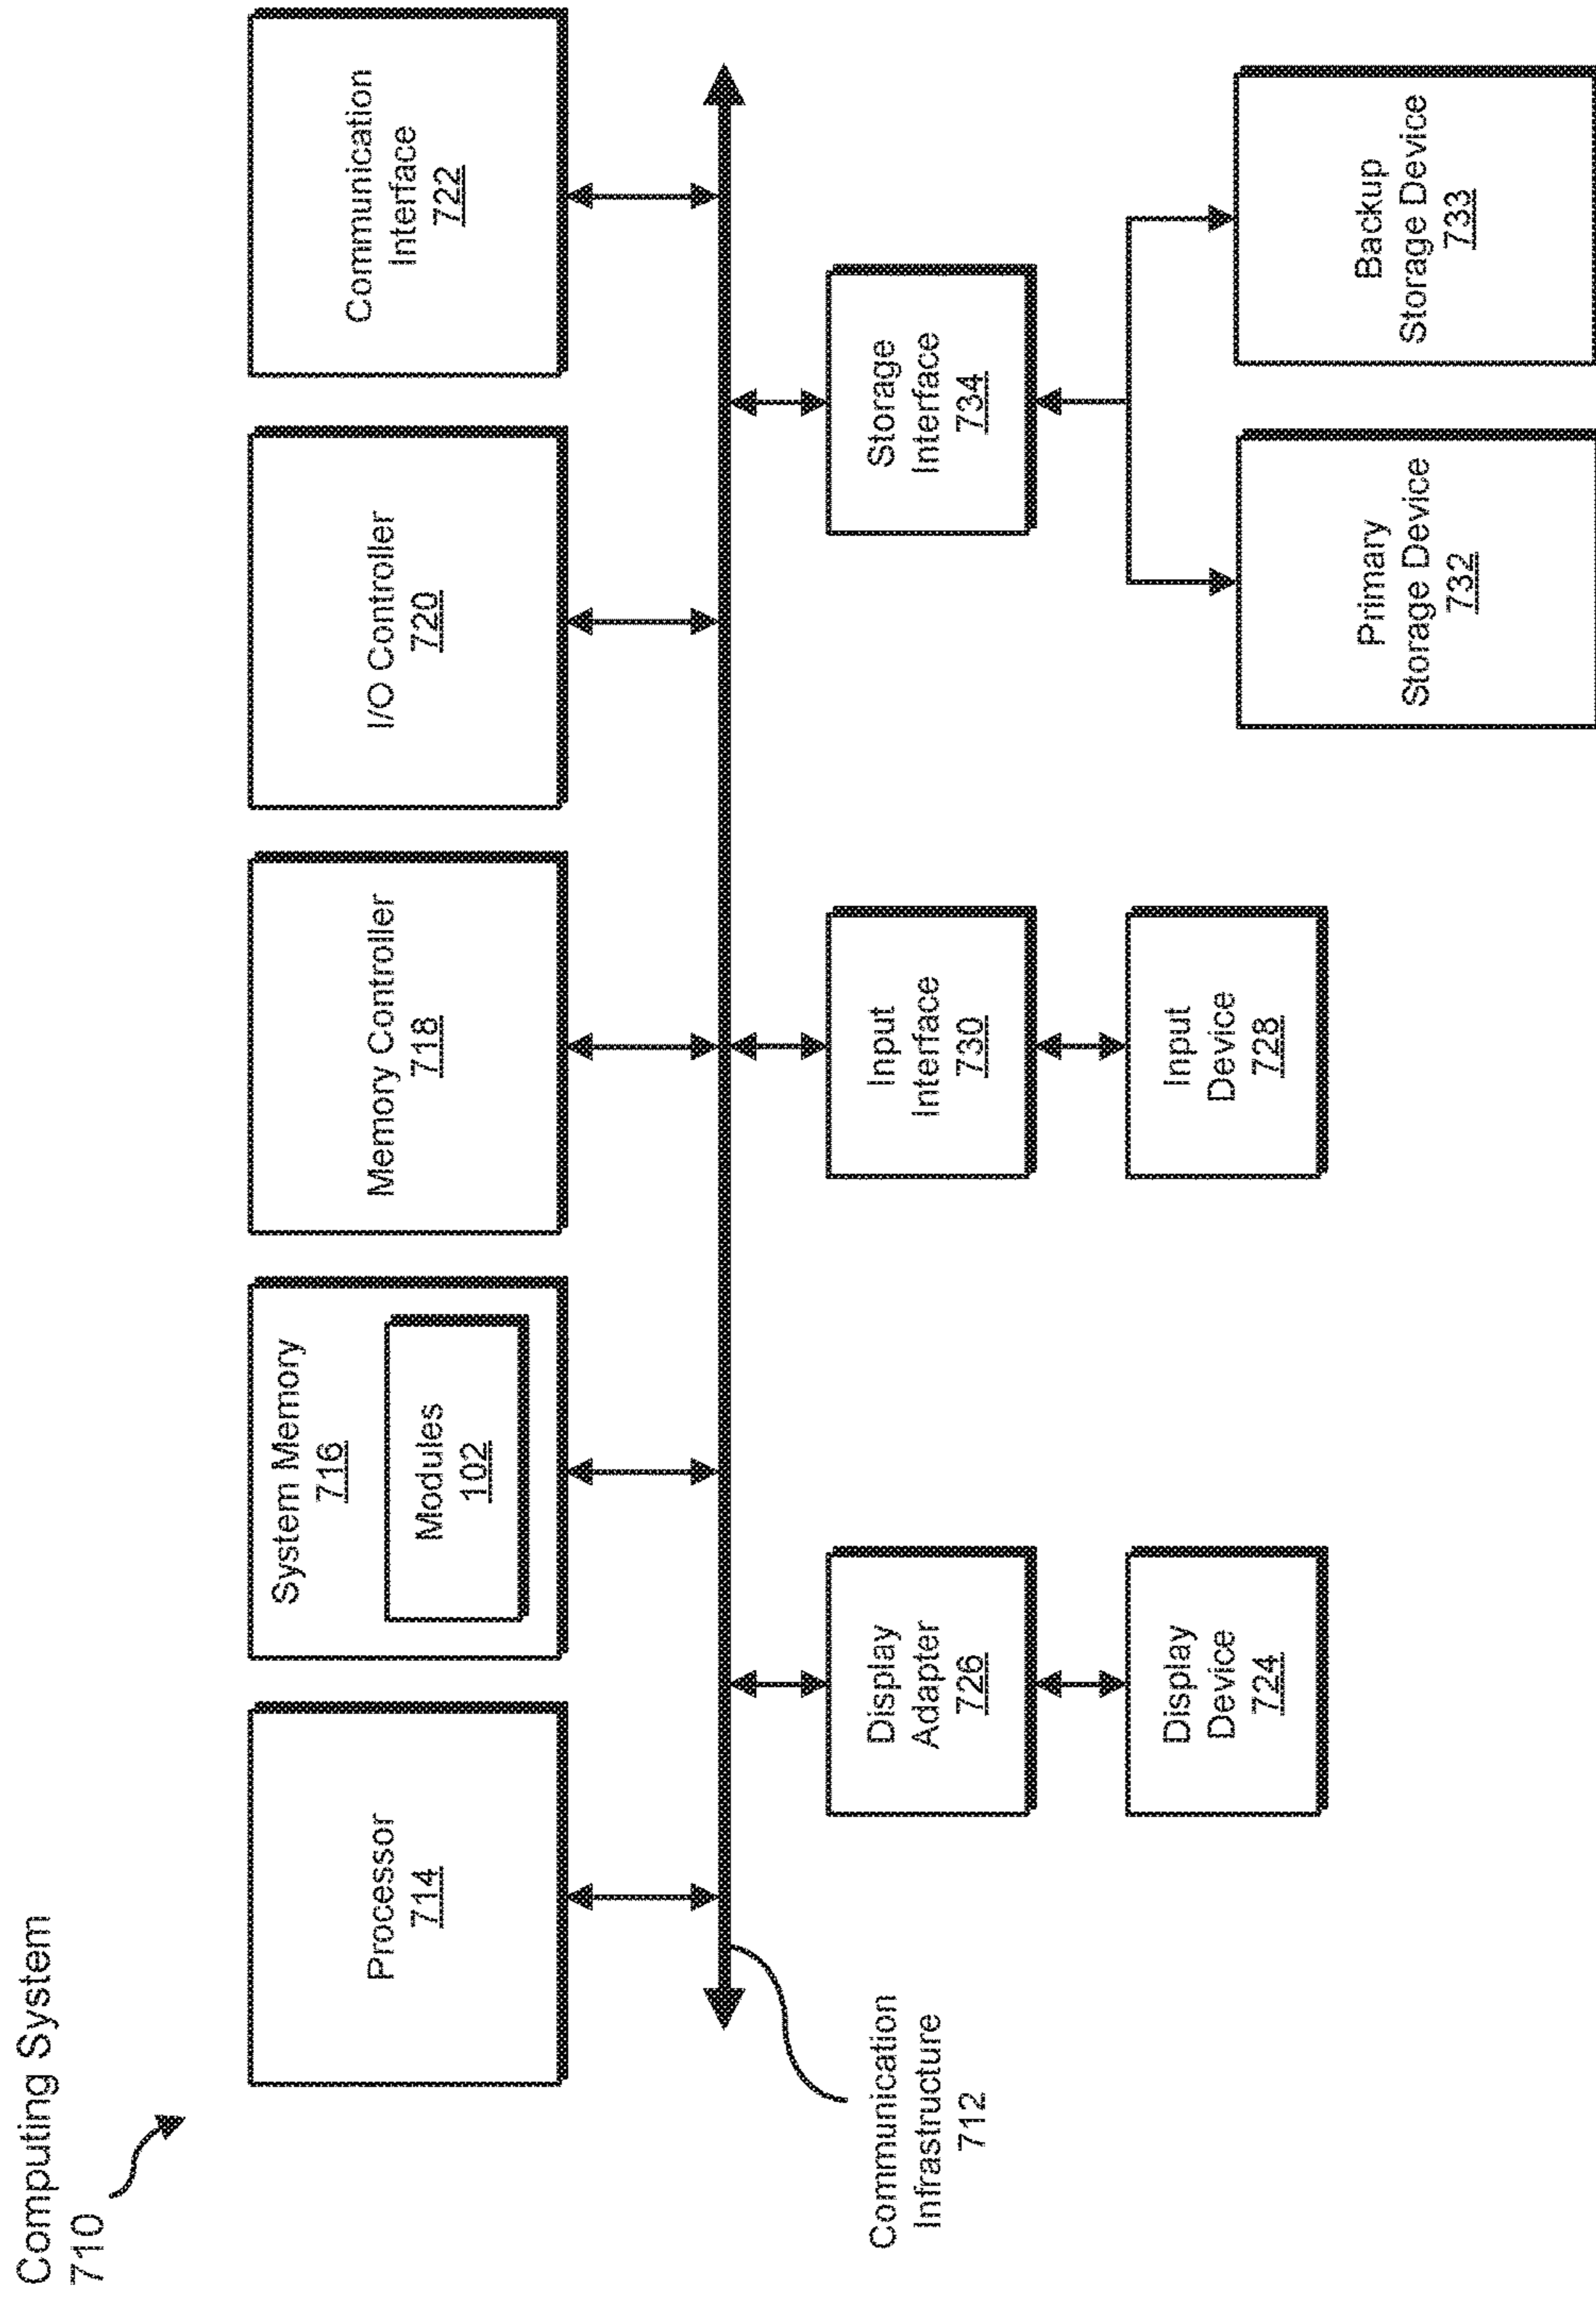 Computing System
710
Processor
714
System Memory
716
Modules
102
Memory Controller
718
I/O Controller
720
Communication
Interface
722
Communication
Infrastructure
712
Display
Adapter
726
Input
Interface
730
Storage
Interface
734
Display
Device
724
Input
Device
728
Primary
Storage Device
732
Backup
Storage Device
733